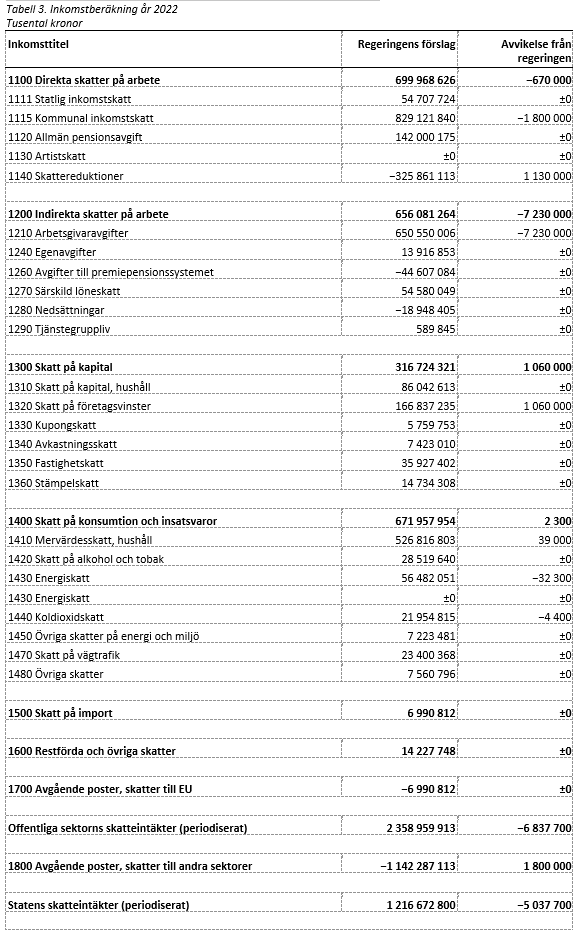 Tabell 3. Inkomstberäkning år 2022
Tusental kronor
Inkomsttitel Regeringens förslag Avvikelse från
regeringen
1100 Direkta skatter på arbete 699 968 626 −670 000
1111 Statlig inkomstskatt 54 707 724 ±0
1115 Kommunal inkomstskatt 829 121 840 −1 800 000
1120 Allmän pensionsavgift 142 000 175 ±0
1130 Artistskatt ±0 ±0
1140 Skattereduktioner −325 861 113 1 130 000
1200 Indirekta skatter på arbete 656 081 264 −7 230 000
1210 Arbetsgivaravgifter 650 550 006 −7 230 000
1240 Egenavgifter 13 916 853 ±0
1260 Avgifter till premiepensionssystemet −44 607 084 ±0
1270 Särskild löneskatt 54 580 049 ±0
1280 Nedsättningar −18 948 405 ±0
1290 Tjänstegruppliv 589 845 ±0
1300 Skatt på kapital 316 724 321 1 060 000
1310 Skatt på kapital, hushåll 86 042 613 ±0
1320 Skatt på företagsvinster 166 837 235 1 060 000
1330 Kupongskatt 5 759 753 ±0
1340 Avkastningsskatt 7 423 010 ±0
1350 Fastighetskatt 35 927 402 ±0
1360 Stämpelskatt 14 734 308 ±0
1400 Skatt på konsumtion och insatsvaror 671 957 954 2 300
1410 Mervärdesskatt, hushåll 526 816 803 39 000
1420 Skatt på alkohol och tobak 28 519 640 ±0
1430 Energiskatt 56 482 051 −32 300
1430 Energiskatt ±0 ±0
1440 Koldioxidskatt 21 954 815 −4 400
1450 Övriga skatter på energi och miljö 7 223 481 ±0
1470 Skatt på vägtrafik 23 400 368 ±0
1480 Övriga skatter 7 560 796 ±0
1500 Skatt på import 6 990 812 ±0
1600 Restförda och övriga skatter 14 227 748 ±0
1700 Avgående poster, skatter till EU −6 990 812 ±0
Offentliga sektorns skatteintäkter (periodiserat) 2 358 959 913 −6 837 700
1800 Avgående poster, skatter till andra sektorer −1 142 287 113 1 800 000
Statens skatteintäkter (periodiserat) 1 216 672 800 −5 037 700